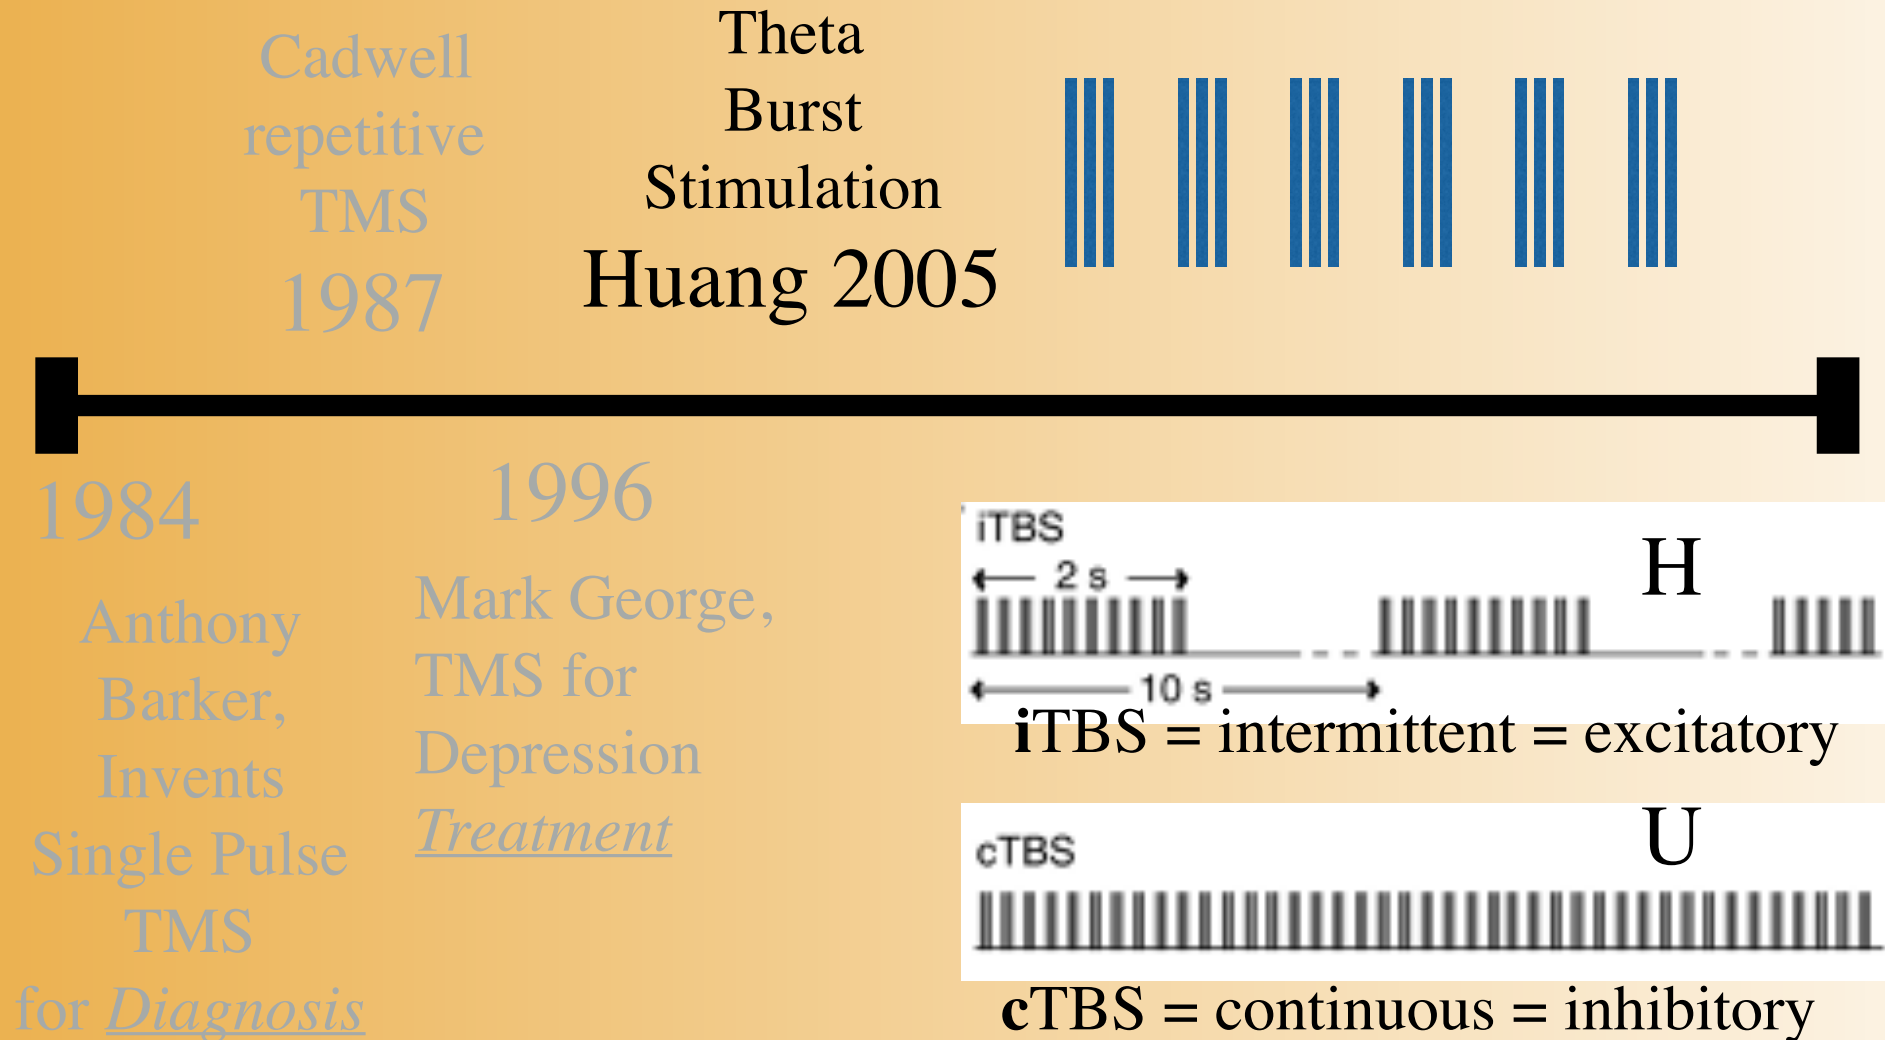 Cadwell
repetitive
TMS
1987
Theta
Burst
Stimulation
Huang 2005
1984
Anthony
Barker,
Invents
Single Pulse
TMS
for Diagnosis
1996
Mark George,
TMS for
Depression
Treatment
iTBS
H
2 s
10 s
iTBS = intermittent = excitatory
U
cTBS
cTBS = continuous = inhibitory